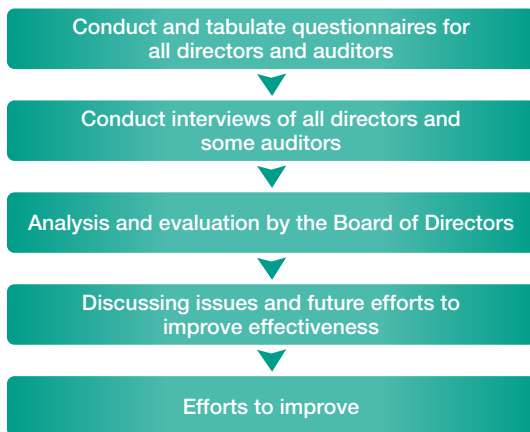 Conduct and tabulate questionnaires for
all directors and auditors
Conduct interviews of all directors and
some auditors
Analysis and evaluation by the Board of Directors
Discussing issues and future efforts to
improve effectiveness
Efforts to improve